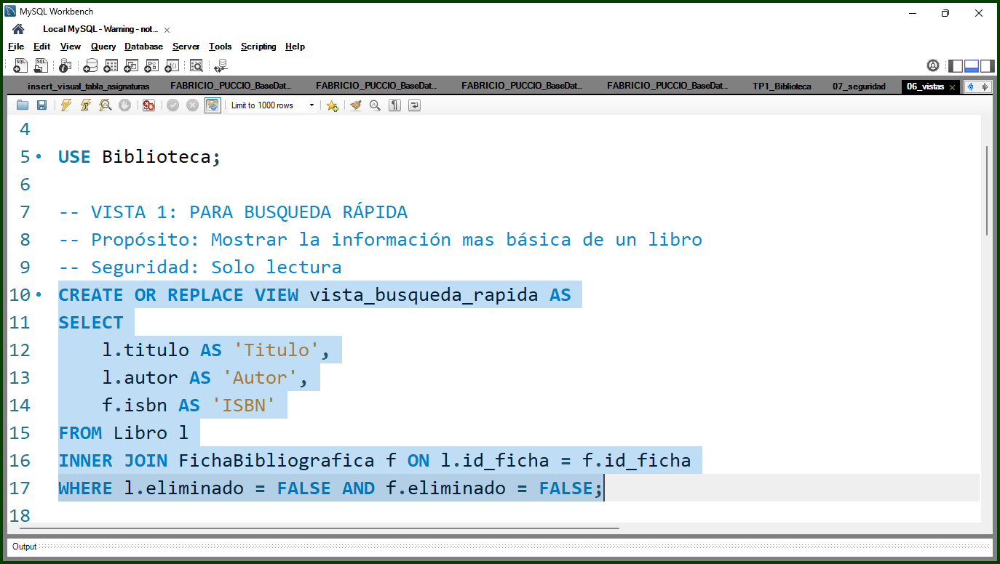 MySQL Workbench
Local MySQL - Warning - not...
File Edit View Query Database Server Tools Scripting Help
insert_visual_tabla_asignaturas FABRICIO_PUCCIO_BaseDat... FABRICIO_PUCCIO_BaseDat... FABRICIO_PUCCIO_BaseDat... FABRICIO_PUCCIO_BaseDat... TP1_Biblioteca 07_seguridad 06_vistas
Limit to 1000 rows
4
5 USE Biblioteca;
6
7 -- VISTA 1: PARA BUSQUEDA RÁPIDA
8 -- Propósito: Mostrar la información mas básica de un libro
9 -- Seguridad: Solo lectura
10 CREATE OR REPLACE VIEW vista_busqueda_rapida AS
11 SELECT
12 l.titulo AS 'Titulo',
13 l.autor AS 'Autor',
14 f.isbn AS 'ISBN'
15 FROM Libro l
16 INNER JOIN FichaBibliografica f ON l.id_ficha = f.id_ficha
17 WHERE l.eliminado = FALSE AND f.eliminado = FALSE;
18
Output